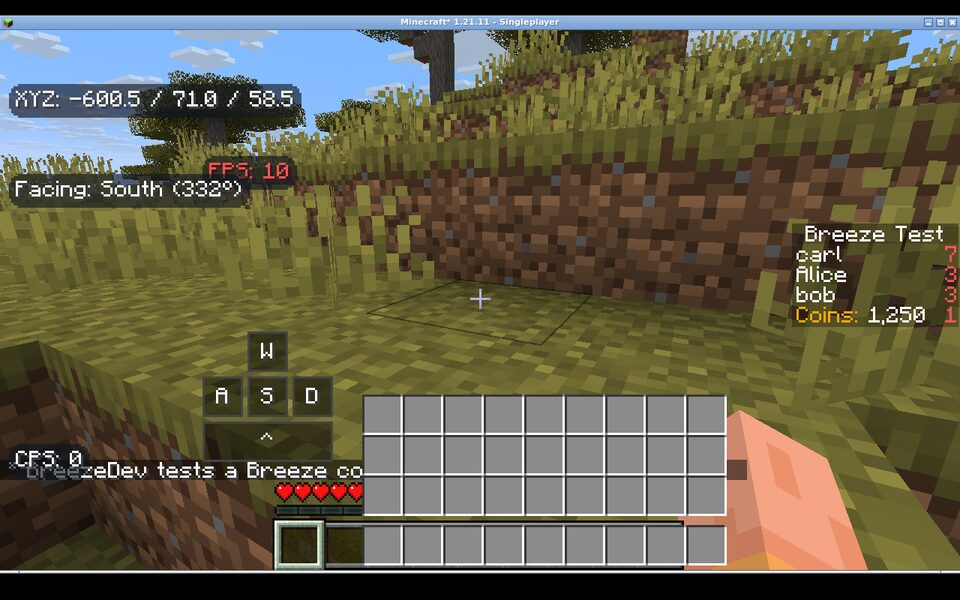 Minecraft* 1.21.11 - Singleplayer
XYZ: -600.5 / 71.0 / 58.5
FPS: 10
Facing: South (332º)
Breeze Test
carl 7
Alice 3
bob 3
Coins: 1,250 1
W
A S D
^
CPS: 0
BreezeDev tests a Breeze co